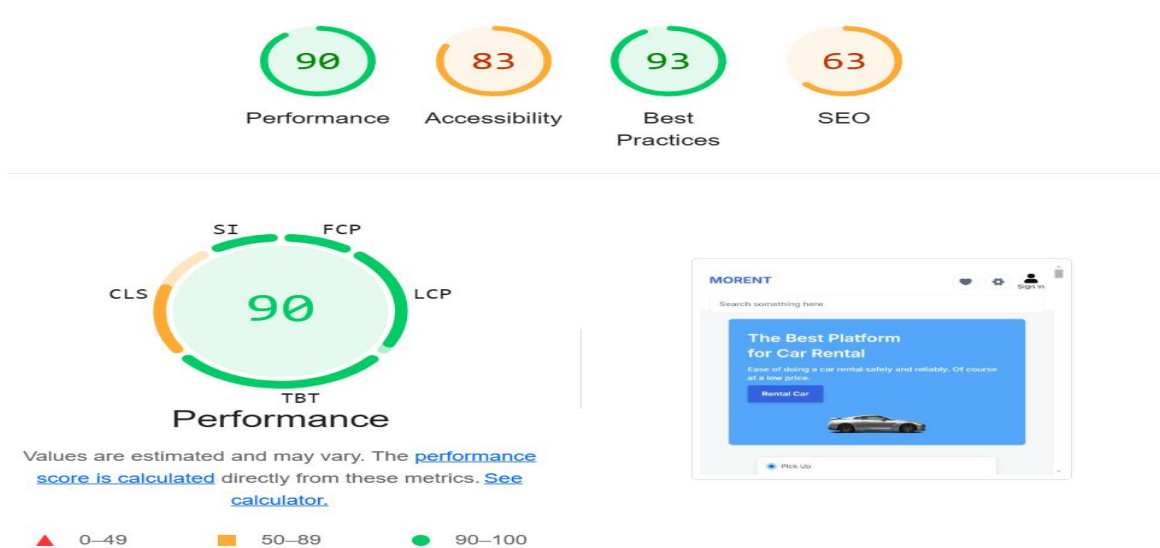 90
83
93
63
Performance
Accessibility
Best
Practices
SEO
SI
FCP
CLS
LCP
90
TBT
Performance
Values are estimated and may vary. The performance
score is calculated directly from these metrics. See
calculator.
0–49
50–89
90–100
MORENT
Sign In
Search something here
The Best Platform
for Car Rental
Ease of doing a car rental safely and reliably. Of course
at a low price.
Rental Car
Pick Up